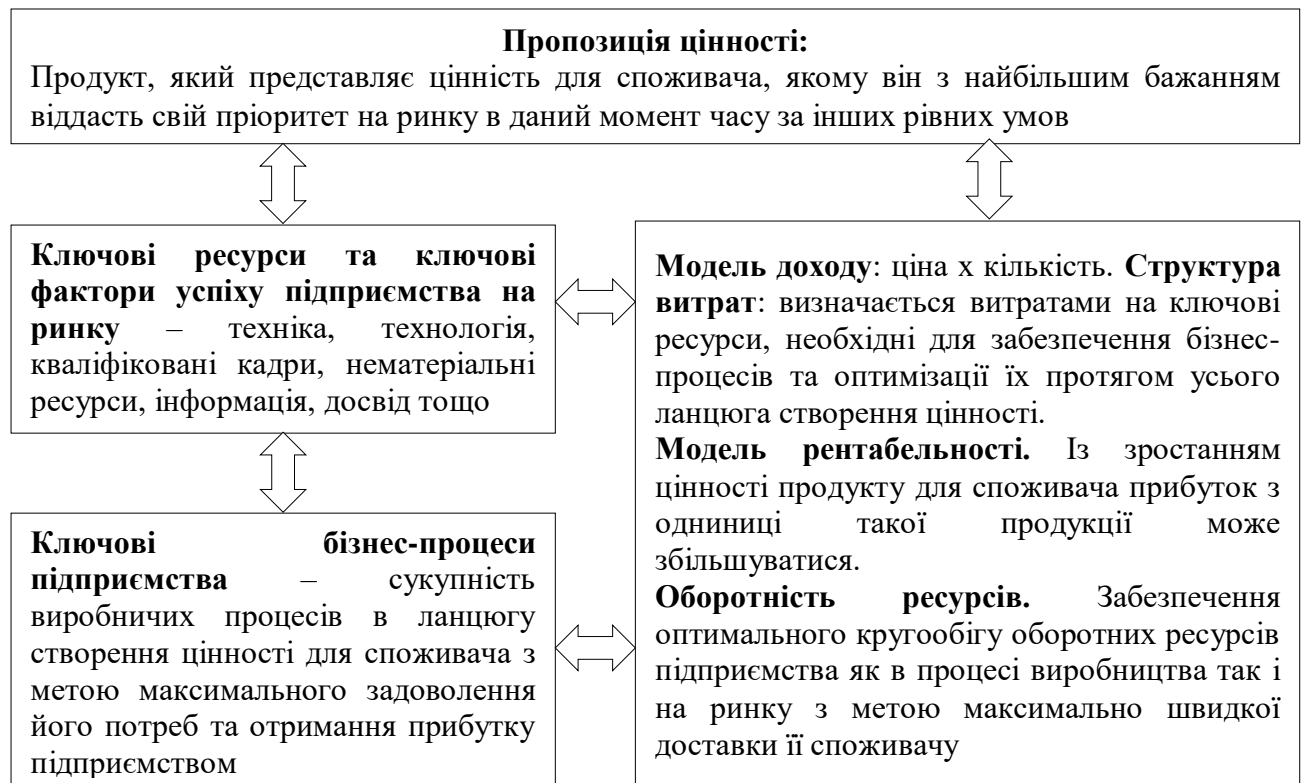 Пропозиція цінності:
Продукт, який представляє цінність для споживача, якому він з найбільшим бажанням
віддасть свій пріоритет на ринку в даний момент часу за інших рівних умов
Ключові ресурси та ключові
фактори успіху підприємства на
ринку – техніка, технологія,
кваліфіковані кадри, нематеріальні
ресурси, інформація, досвід тощо
Ключові бізнес-процеси
підприємства – сукупність
виробничих процесів в ланцюгу
створення цінності для споживача з
метою максимального задоволення
його потреб та отримання прибутку
підприємством
Модель доходу: ціна х кількість. Структура
витрат: визначається витратами на ключові
ресурси, необхідні для забезпечення бізнес-
процесів та оптимізації їх протягом усього
ланцюга створення цінності.
Модель рентабельності. Із зростанням
цінності продукту для споживача прибуток з
одниниці такої продукції може
збільшуватися.
Оборотність ресурсів. Забезпечення
оптимального кругообігу оборотних ресурсів
підприємства як в процесі виробництва так і
на ринку з метою максимально швидкої
доставки її споживачу